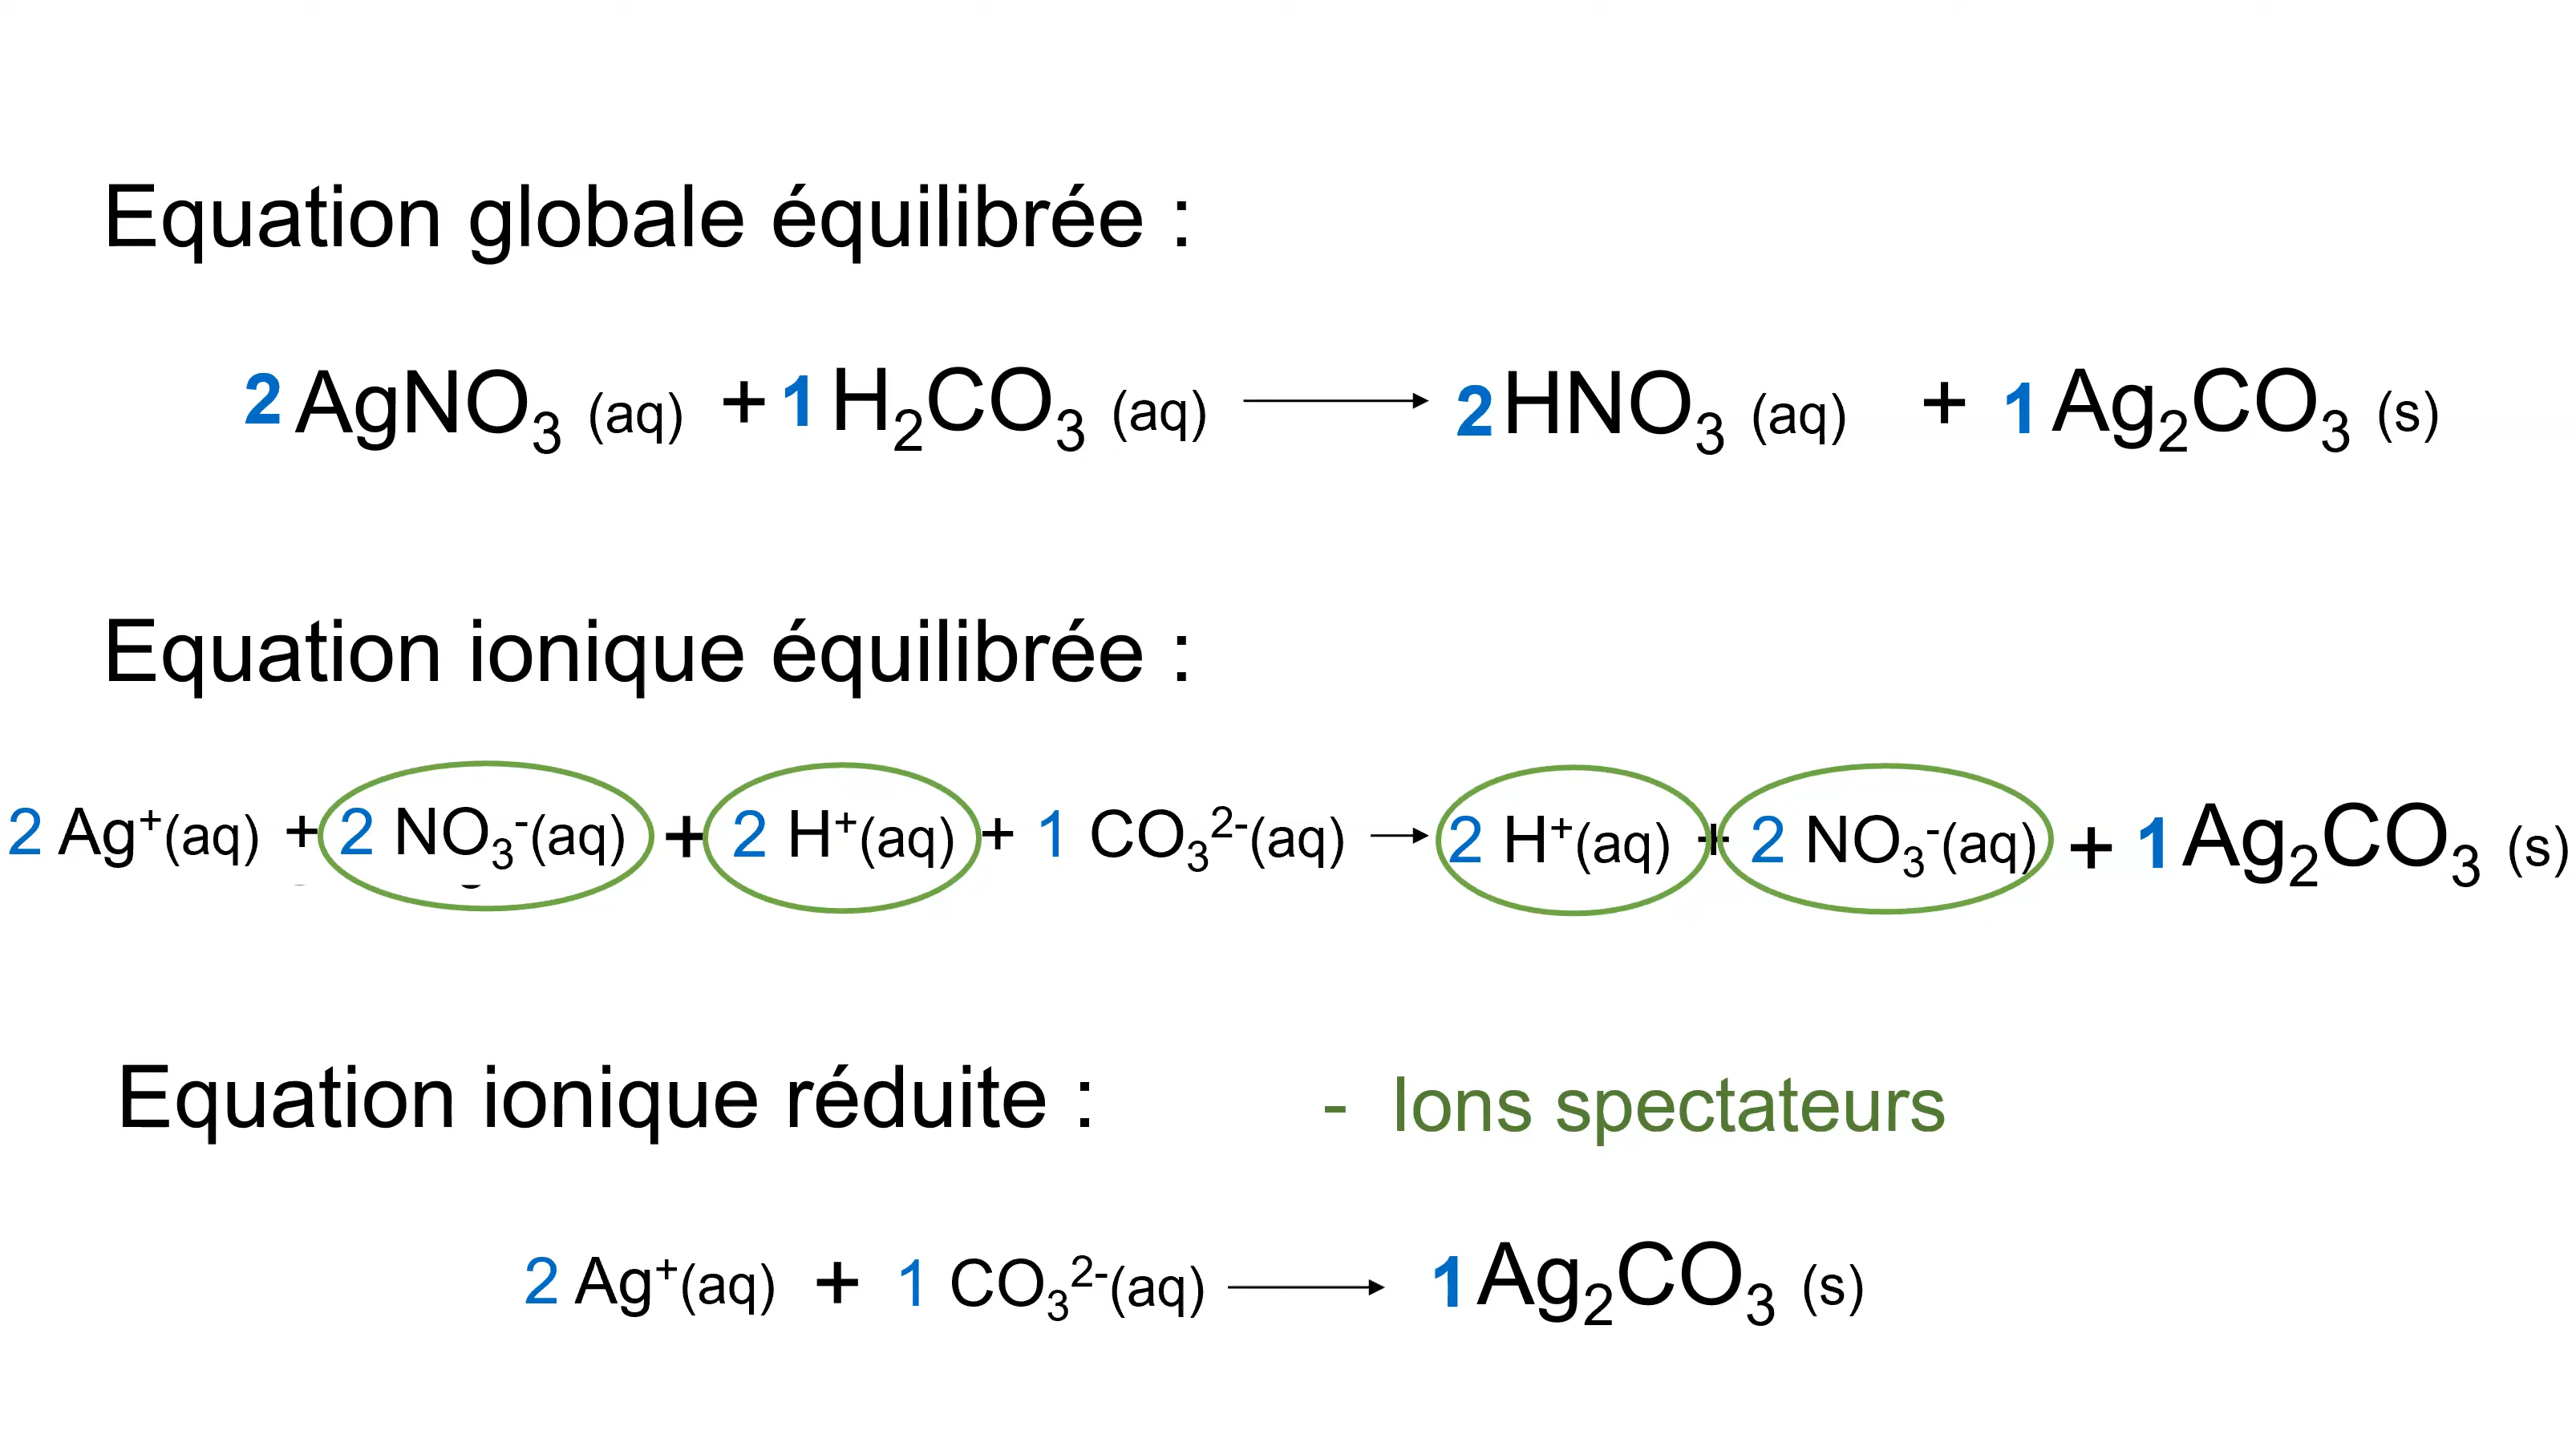 Equation globale équilibrée :
2 AgNO₃ (aq) + 1 H₂CO₃ (aq) ⟶ 2 HNO₃ (aq) + 1 Ag₂CO₃ (s)
Equation ionique équilibrée :
2 Ag⁺(aq) + 2 NO₃⁻(aq) + 2 H⁺(aq) + 1 CO₃²⁻(aq) → 2 H⁺(aq) + 2 NO₃⁻(aq) + 1 Ag₂CO₃ (s)
Equation ionique réduite : - Ions spectateurs
2 Ag⁺(aq) + 1 CO₃²⁻(aq) ⟶ 1 Ag₂CO₃ (s)